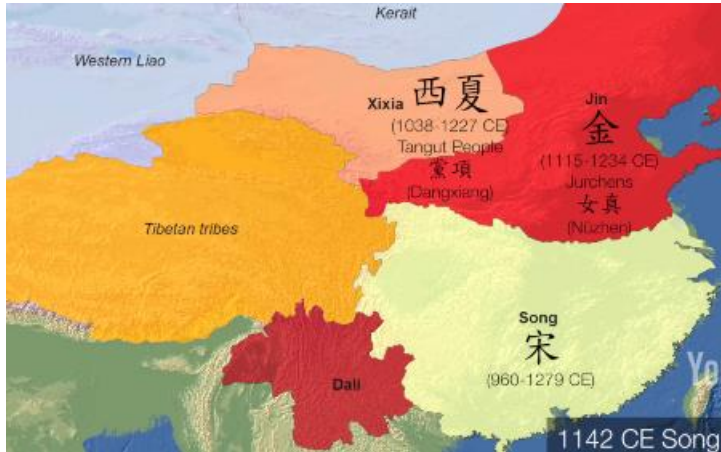 Kerait
Western Liao
Xixia 西夏
(1038-1227 CE)
Tangut People
黨項
(Dangxiang)
Jin
金
(1115-1234 CE)
Jurchens
女真
(Nüzhen)
Tibetan tribes
Song
宋
(960-1279 CE)
Dali
Yo
1142 CE Song